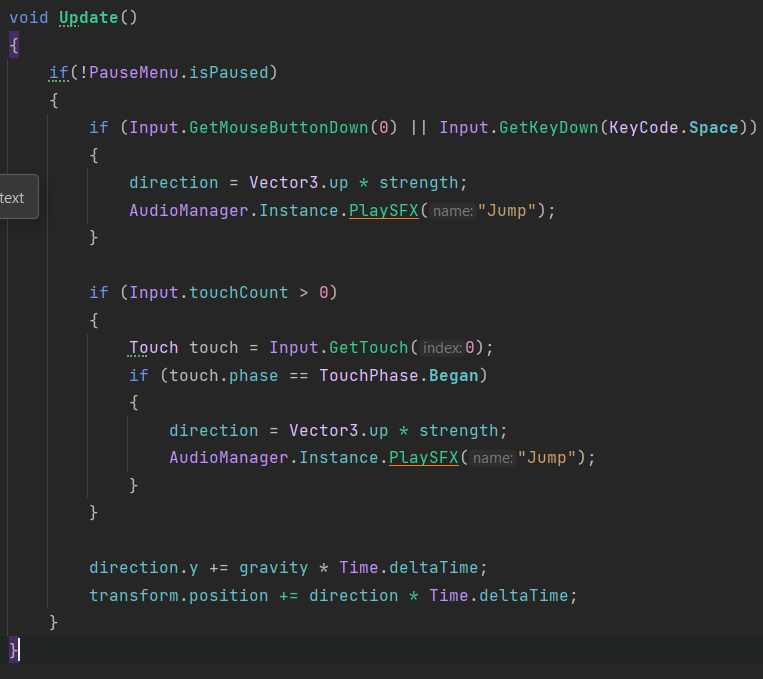 void Update()
{
if(!PauseMenu.isPaused)
{
if (Input.GetMouseButtonDown(0) || Input.GetKeyDown(KeyCode.Space))
{
direction = Vector3.up * strength;
text
AudioManager.Instance.PlaySFX( name: "Jump");
}
if (Input.touchCount > 0)
{
Touch touch = Input.GetTouch( index: 0);
if (touch.phase == TouchPhase.Began)
{
direction = Vector3.up * strength;
AudioManager.Instance.PlaySFX( name: "Jump");
}
}
direction.y += gravity * Time.deltaTime;
transform.position += direction * Time.deltaTime;
}
}